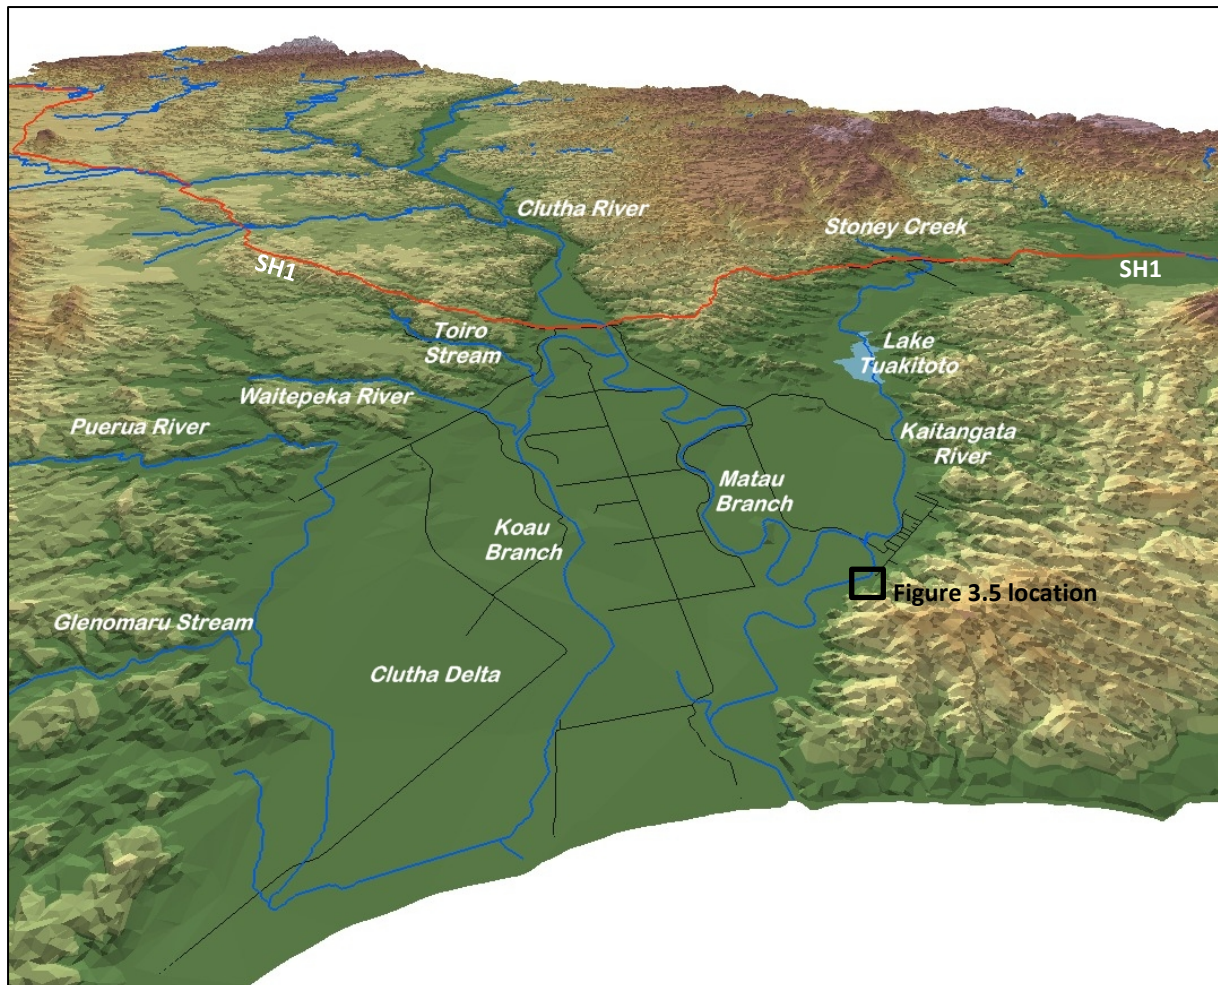 Clutha River
Stoney Creek
SH1
SH1
Toiro
Stream
Lake
Tuakitoto
Waitepeka River
Puerua River
Kaitangata
River
Matau
Branch
Koau
Branch
Figure 3.5 location
Glenomaru Stream
Clutha Delta